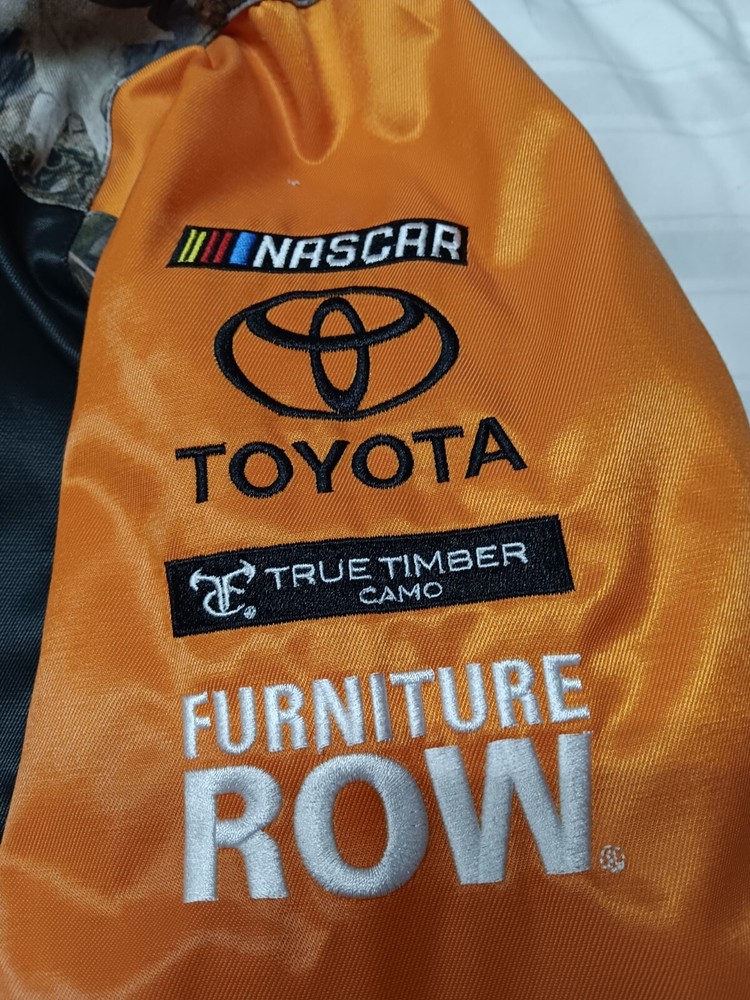 NASCAR
TOYOTA
TRUE TIMBER
CAMO
FURNITURE
ROW®